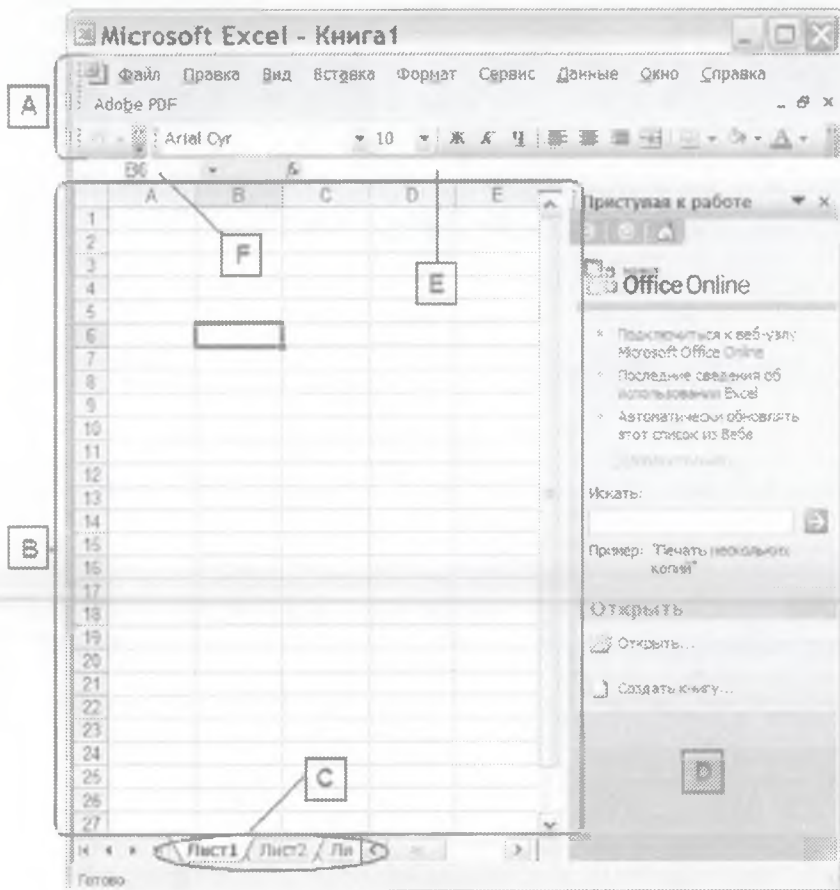 Microsoft Excel - Книга1
Файл Правка Вид Вставка Формат Сервис Данные Окно Справка
A
Adobe PDF
Arial Cyr 10 Ж К Ч
B6 fx
A B C D E
Приступая к работе
1
2
F
3
E
4
Office Online
5
6
Подключиться к веб-узлу
Microsoft Office Online
7
8
Последние сведения об
использовании Excel
9
Автоматически обновлять
этот список из Веба
10
11
12
13
Искать:
14
15
B
Пример: "Печать нескольких
копий"
16
17
18
Открыть
19
Открыть...
20
21
Создать книгу...
22
23
24
C
D
25
26
27
Лист1 Лист2 Ли
Готово